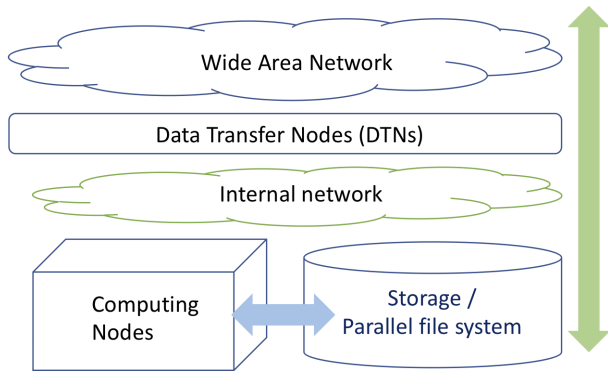 Wide Area Network
Data Transfer Nodes (DTNs)
Internal network
Computing
Nodes
Storage /
Parallel file system